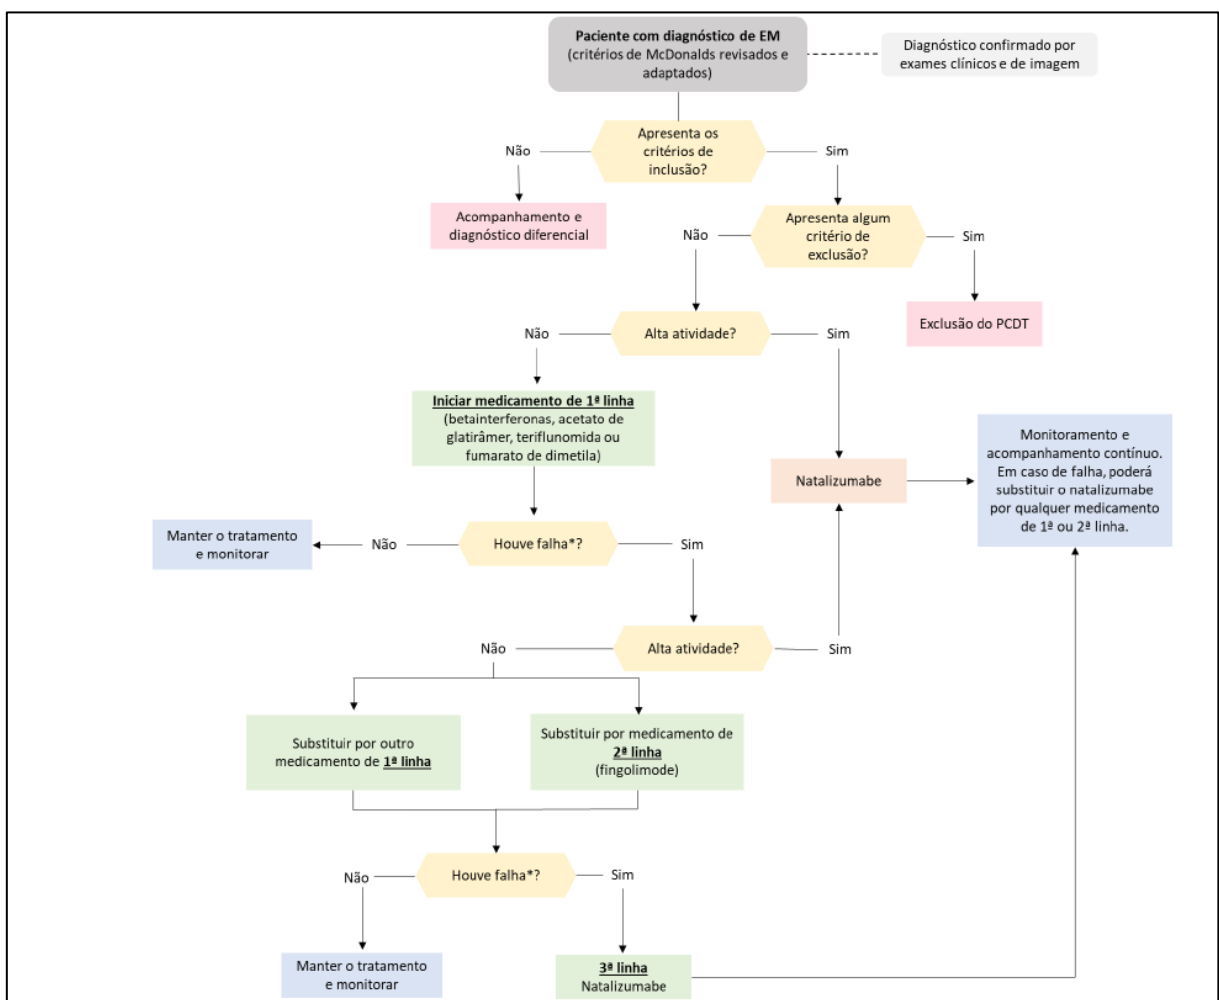 Paciente com diagnóstico de EM
(critérios de McDonalds revisados e
adaptados)
Diagnóstico confirmado por
exames clínicos e de imagem
Apresenta os
critérios de
inclusão?
Não
Sim
Acompanhamento e
diagnóstico diferencial
Apresenta algum
critério de
exclusão?
Não
Sim
Exclusão do PCDT
Alta atividade?
Não
Sim
Iniciar medicamento de 1ª linha
(betainterferonas, acetato de
glatirâmer, teriflunomida ou
fumarato de dimetila)
Natalizumabe
Monitoramento e
acompanhamento contínuo.
Em caso de falha, poderá
substituir o natalizumabe
por qualquer medicamento
de 1ª ou 2ª linha.
Manter o tratamento
e monitorar
Não
Houve falha*?
Sim
Não
Alta atividade?
Sim
Substituir por outro
medicamento de 1ª linha
Substituir por medicamento de
2ª linha
(fingolimode)
Não
Houve falha*?
Sim
Manter o tratamento
e monitorar
3ª linha
Natalizumabe